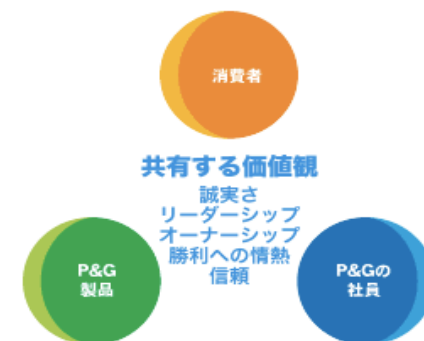 消費者
共有する価値観
誠実さ
リーダーシップ
オーナーシップ
勝利への情熱
信頼
P&G
製品
P&Gの
社員